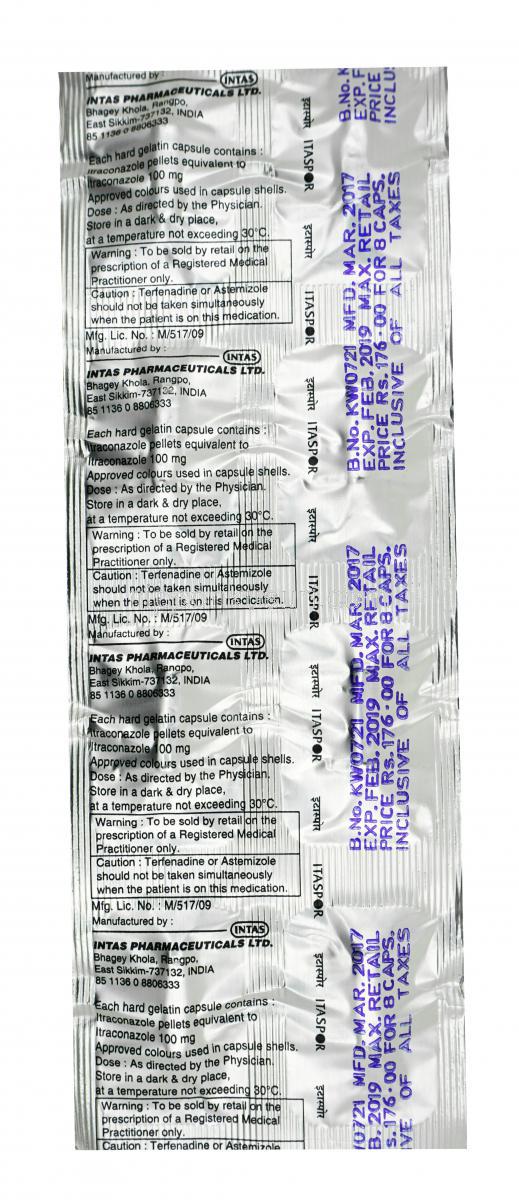 Manufactured by :
INTAS
INTAS PHARMACEUTICALS LTD.
Bhagey Khola, Rangpo,
East Sikkim-737132, INDIA
85 1136 0 8806333
Each hard gelatin capsule contains :
Itraconazole pellets equivalent to
Itraconazole 100 mg
Approved colours used in capsule shells.
Dose : As directed by the Physician.
Store in a dark & dry place,
at a temperature not exceeding 30°C.
Warning : To be sold by retail on the
prescription of a Registered Medical
Practitioner only.
Caution : Terfenadine or Astemizole
should not be taken simultaneously
when the patient is on this medication.
Mfg. Lic. No. : M/517/09
Manufactured by :
INTAS
INTAS PHARMACEUTICALS LTD.
Bhagey Khola, Rangpo,
East Sikkim-737132, INDIA
85 1136 0 8806333
Each hard gelatin capsule contains :
Itraconazole pellets equivalent to
Itraconazole 100 mg
Approved colours used in capsule shells.
Dose : As directed by the Physician.
Store in a dark & dry place,
at a temperature not exceeding 30°C.
Warning : To be sold by retail on the
prescription of a Registered Medical
Practitioner only.
Caution : Terfenadine or Astemizole
should not be taken simultaneously
when the patient is on this medication.
Mfg. Lic. No. : M/517/09
Manufactured by :
INTAS
INTAS PHARMACEUTICALS LTD.
Bhagey Khola, Rangpo,
East Sikkim-737132, INDIA
85 1136 0 8806333
Each hard gelatin capsule contains :
Itraconazole pellets equivalent to
Itraconazole 100 mg
Approved colours used in capsule shells.
Dose : As directed by the Physician.
Store in a dark & dry place,
at a temperature not exceeding 30°C.
Warning : To be sold by retail on the
prescription of a Registered Medical
Practitioner only.
Caution : Terfenadine or Astemizole
should not be taken simultaneously
when the patient is on this medication.
Mfg. Lic. No. : M/517/09
Manufactured by :
INTAS
INTAS PHARMACEUTICALS LTD.
Bhagey Khola, Rangpo,
East Sikkim-737132, INDIA
85 1136 0 8806333
Each hard gelatin capsule contains :
Itraconazole pellets equivalent to
Itraconazole 100 mg
Approved colours used in capsule shells.
Dose : As directed by the Physician.
Store in a dark & dry place,
at a temperature not exceeding 30°C.
Warning : To be sold by retail on the
prescription of a Registered Medical
Practitioner only.
Caution : Terfenadine or Astemizole
इटास्पोर
ITASPOR
इटास्पोर
ITASPOR
इटास्पोर
ITASPOR
इटास्पोर
ITASPOR
इटास्पोर
ITASPOR
इटास्पोर
ITASPOR
इटास्पोर
ITASPOR
इटास्पोर
B.No. K
EXP. F
PRICE
INCLU
B.No. KW0721 MFD. MAR. 2017
EXP. FEB. 2019 MAX. RETAIL
PRICE Rs. 176·00 FOR 8 CAPS.
INCLUSIVE OF ALL TAXES
B.No. KW0721 MFD. MAR. 2017
EXP. FEB. 2019 MAX. RETAIL
PRICE Rs. 176·00 FOR 8 CAPS.
INCLUSIVE OF ALL TAXES
W0721 MFD. MAR. 2017
B. 2019 MAX. RETAIL
s. 176·00 FOR 8 CAPS.
IVE OF ALL TAXES